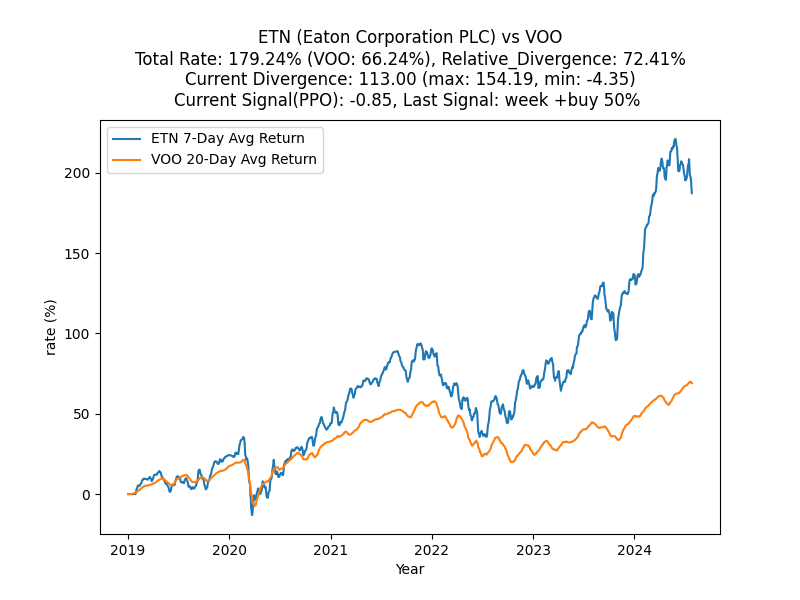 ETN (Eaton Corporation PLC) vs VOO
Total Rate: 179.24% (VOO: 66.24%), Relative_Divergence: 72.41%
Current Divergence: 113.00 (max: 154.19, min: -4.35)
Current Signal(PPO): -0.85, Last Signal: week +buy 50%
ETN 7-Day Avg Return
VOO 20-Day Avg Return
rate (%)
200
150
100
50
0
2019 2020 2021 2022 2023 2024
Year